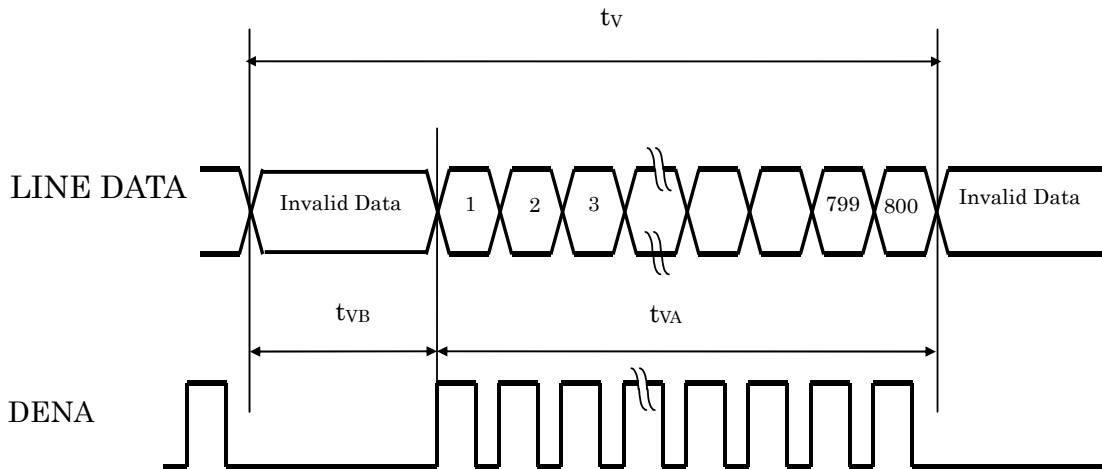 tV
LINE DATA Invalid Data 1 2 3 799 800 Invalid Data
tVB tVA
DENA